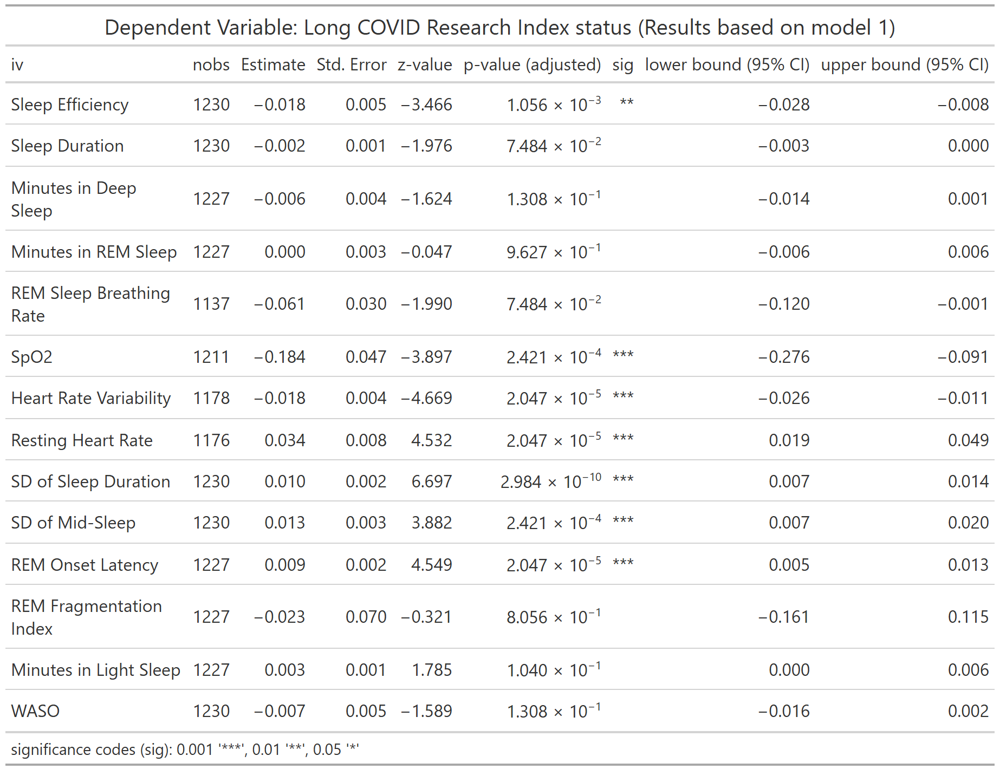 Dependent Variable: Long COVID Research Index status (Results based on model 1)
iv nobs Estimate Std. Error z-value p-value (adjusted) sig lower bound (95% CI) upper bound (95% CI)
Sleep Efficiency 1230 −0.018 0.005 −3.466 1.056 × 10⁻³ ** −0.028 −0.008
Sleep Duration 1230 −0.002 0.001 −1.976 7.484 × 10⁻² −0.003 0.000
Minutes in Deep
Sleep 1227 −0.006 0.004 −1.624 1.308 × 10⁻¹ −0.014 0.001
Minutes in REM Sleep 1227 0.000 0.003 −0.047 9.627 × 10⁻¹ −0.006 0.006
REM Sleep Breathing
Rate 1137 −0.061 0.030 −1.990 7.484 × 10⁻² −0.120 −0.001
SpO2 1211 −0.184 0.047 −3.897 2.421 × 10⁻⁴ *** −0.276 −0.091
Heart Rate Variability 1178 −0.018 0.004 −4.669 2.047 × 10⁻⁵ *** −0.026 −0.011
Resting Heart Rate 1176 0.034 0.008 4.532 2.047 × 10⁻⁵ *** 0.019 0.049
SD of Sleep Duration 1230 0.010 0.002 6.697 2.984 × 10⁻¹⁰ *** 0.007 0.014
SD of Mid-Sleep 1230 0.013 0.003 3.882 2.421 × 10⁻⁴ *** 0.007 0.020
REM Onset Latency 1227 0.009 0.002 4.549 2.047 × 10⁻⁵ *** 0.005 0.013
REM Fragmentation
Index 1227 −0.023 0.070 −0.321 8.056 × 10⁻¹ −0.161 0.115
Minutes in Light Sleep 1227 0.003 0.001 1.785 1.040 × 10⁻¹ 0.000 0.006
WASO 1230 −0.007 0.005 −1.589 1.308 × 10⁻¹ −0.016 0.002
significance codes (sig): 0.001 '***', 0.01 '**', 0.05 '*'